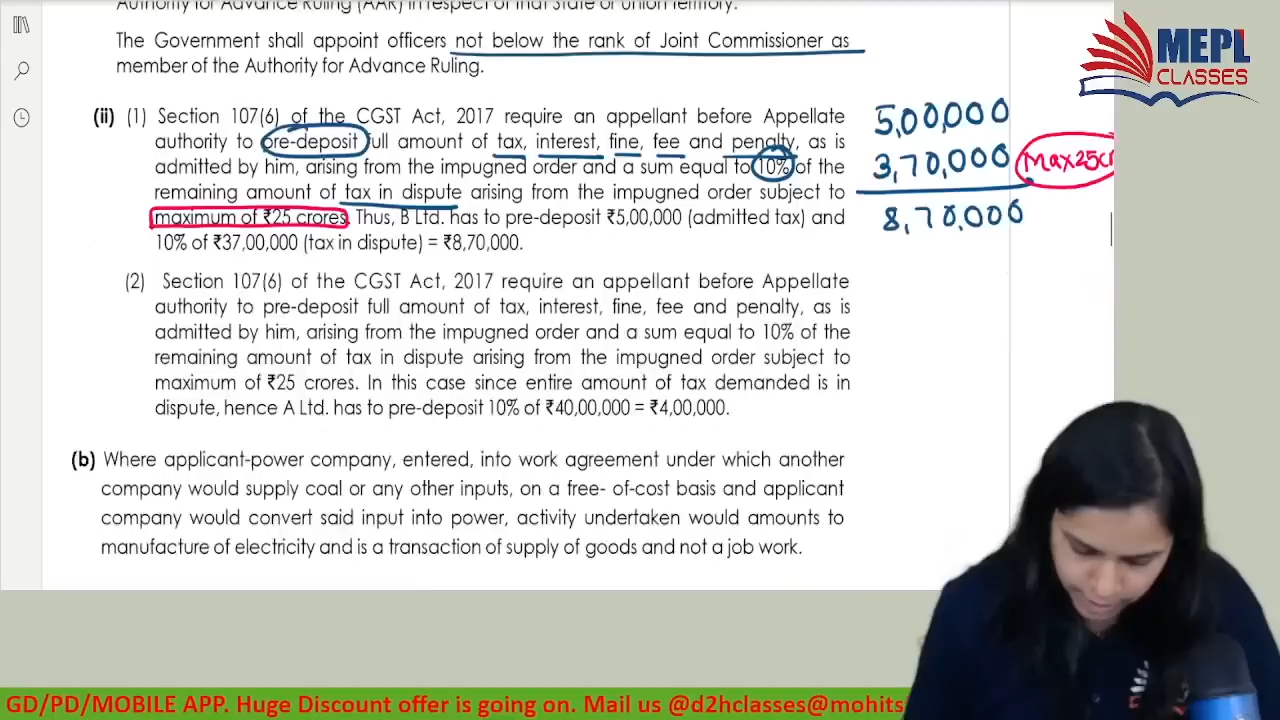 Authority for Advance Ruling (AAR) in respect of that State or Union Territory.
The Government shall appoint officers not below the rank of Joint Commissioner as
member of the Authority for Advance Ruling.
(ii) (1) Section 107(6) of the CGST Act, 2017 require an appellant before Appellate
authority to pre-deposit full amount of tax, interest, fine, fee and penalty, as is
admitted by him, arising from the impugned order and a sum equal to 10% of the
remaining amount of tax in dispute arising from the impugned order subject to
maximum of ₹25 crores. Thus, B Ltd. has to pre-deposit ₹5,00,000 (admitted tax) and
10% of ₹37,00,000 (tax in dispute) = ₹8,70,000.
5,00,000
3,70,000
Max 25 cr
8,70,000
(2) Section 107(6) of the CGST Act, 2017 require an appellant before Appellate
authority to pre-deposit full amount of tax, interest, fine, fee and penalty, as is
admitted by him, arising from the impugned order and a sum equal to 10% of the
remaining amount of tax in dispute arising from the impugned order subject to
maximum of ₹25 crores. In this case since entire amount of tax demanded is in
dispute, hence A Ltd. has to pre-deposit 10% of ₹40,00,000 = ₹4,00,000.
(b) Where applicant-power company, entered, into work agreement under which another
company would supply coal or any other inputs, on a free- of-cost basis and applicant
company would convert said input into power, activity undertaken would amounts to
manufacture of electricity and is a transaction of supply of goods and not a job work.
MEPL
CLASSES
GD/PD/MOBILE APP. Huge Discount offer is going on. Mail us @d2hclasses@mohits